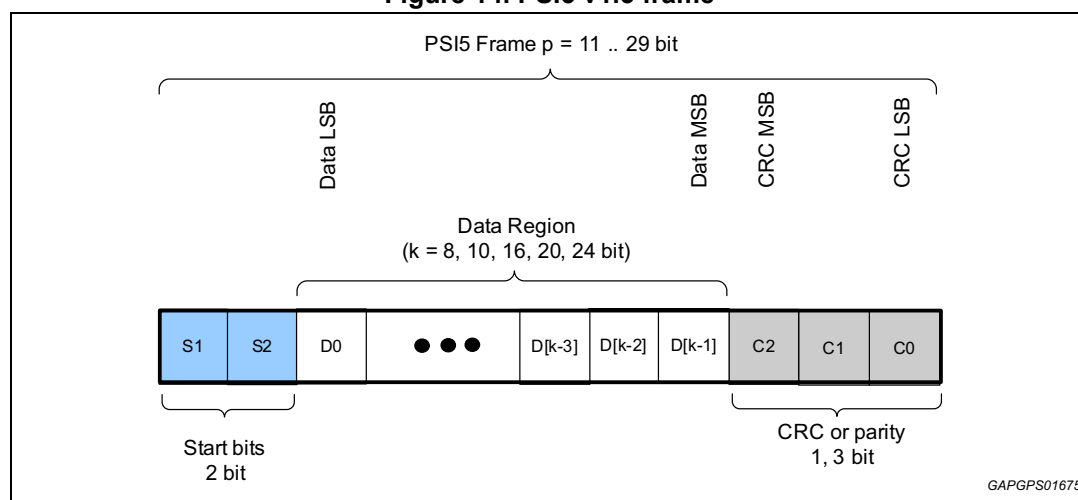 PSI5 Frame p = 11 .. 29 bit
Data LSB
Data MSB
CRC MSB
CRC LSB
Data Region
(k = 8, 10, 16, 20, 24 bit)
S1 S2 D0 ●●● D[k-3] D[k-2] D[k-1] C2 C1 C0
Start bits
2 bit
CRC or parity
1, 3 bit
GAPGPS01675